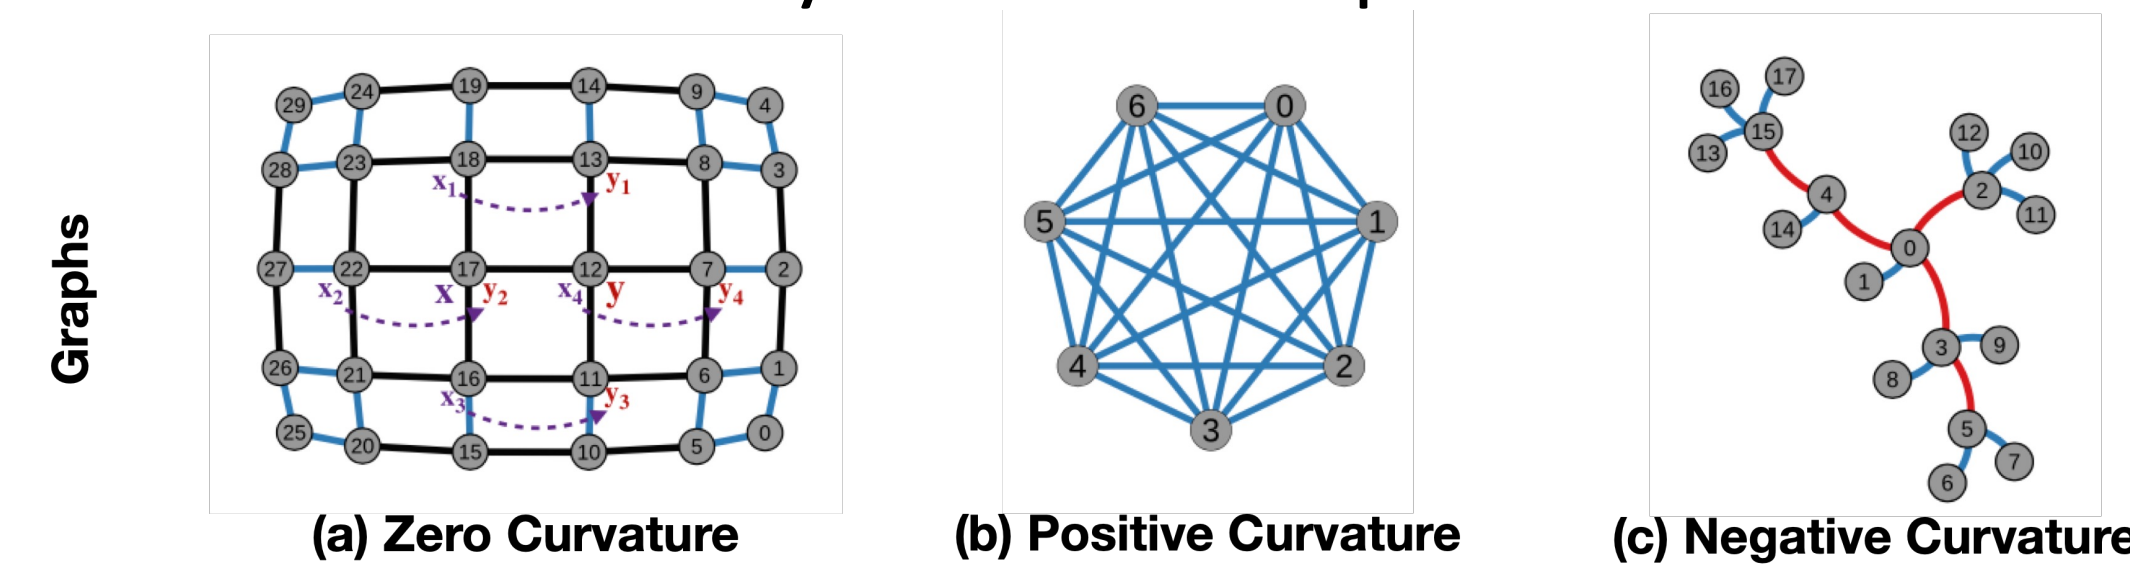 Graphs
29 24 19 14 9 4
28 23 18 13 8 3
x1 y1
27 22 17 12 7 2
x2 x y2 x4 y y4
26 21 16 11 6 1
x3 y3
25 20 15 10 5 0
(a) Zero Curvature
6 0
5 1
4 2
3
(b) Positive Curvature
16 17
13 15
12 10
4 2 11
14 0
1
3 9
8
5
6 7
(c) Negative Curvature